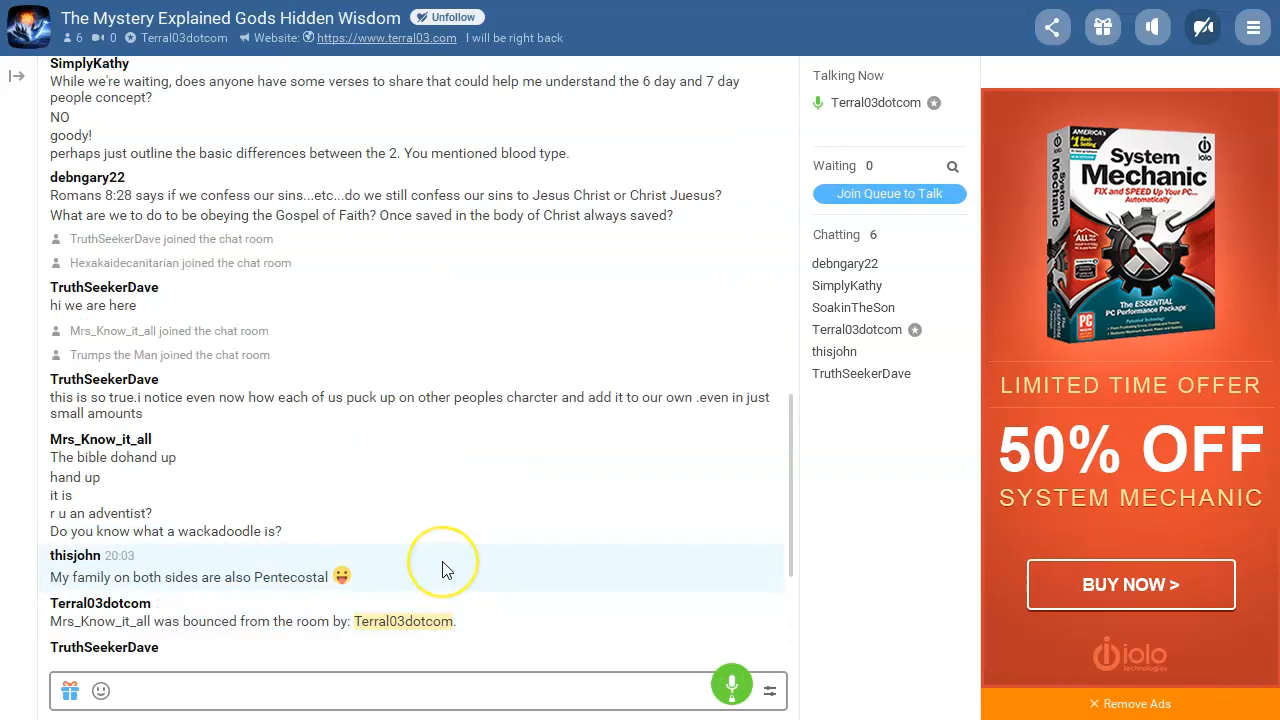 The Mystery Explained Gods Hidden Wisdom Unfollow
6 0 Terral03dotcom Website: https://www.terral03.com I will be right back
SimplyKathy
While we're waiting, does anyone have some verses to share that could help me understand the 6 day and 7 day
people concept?
NO
goody!
perhaps just outline the basic differences between the 2. You mentioned blood type.
debngary22
Romans 8:28 says if we confess our sins...etc...do we still confess our sins to Jesus Christ or Christ Juesus?
What are we to do to be obeying the Gospel of Faith? Once saved in the body of Christ always saved?
TruthSeekerDave joined the chat room
Hexakaidecanitarian joined the chat room
TruthSeekerDave
hi we are here
Mrs_Know_it_all joined the chat room
Trumps the Man joined the chat room
TruthSeekerDave
this is so true.i notice even now how each of us puck up on other peoples charcter and add it to our own .even in just
small amounts
Mrs_Know_it_all
The bible dohand up
hand up
it is
r u an adventist?
Do you know what a wackadoodle is?
thisjohn 20:03
My family on both sides are also Pentecostal
Terral03dotcom
Mrs_Know_it_all was bounced from the room by: Terral03dotcom.
TruthSeekerDave
Talking Now
Terral03dotcom
Waiting 0
Join Queue to Talk
Chatting 6
debngary22
SimplyKathy
SoakinTheSon
Terral03dotcom
thisjohn
TruthSeekerDave
AMERICA'S
#1 Best-Selling
iolo
System
Mechanic
FIX and SPEED Up Your PC...
Automatically
The ESSENTIAL
PC Performance Package
LIMITED TIME OFFER
50% OFF
SYSTEM MECHANIC
BUY NOW >
iolo
technologies
Remove Ads